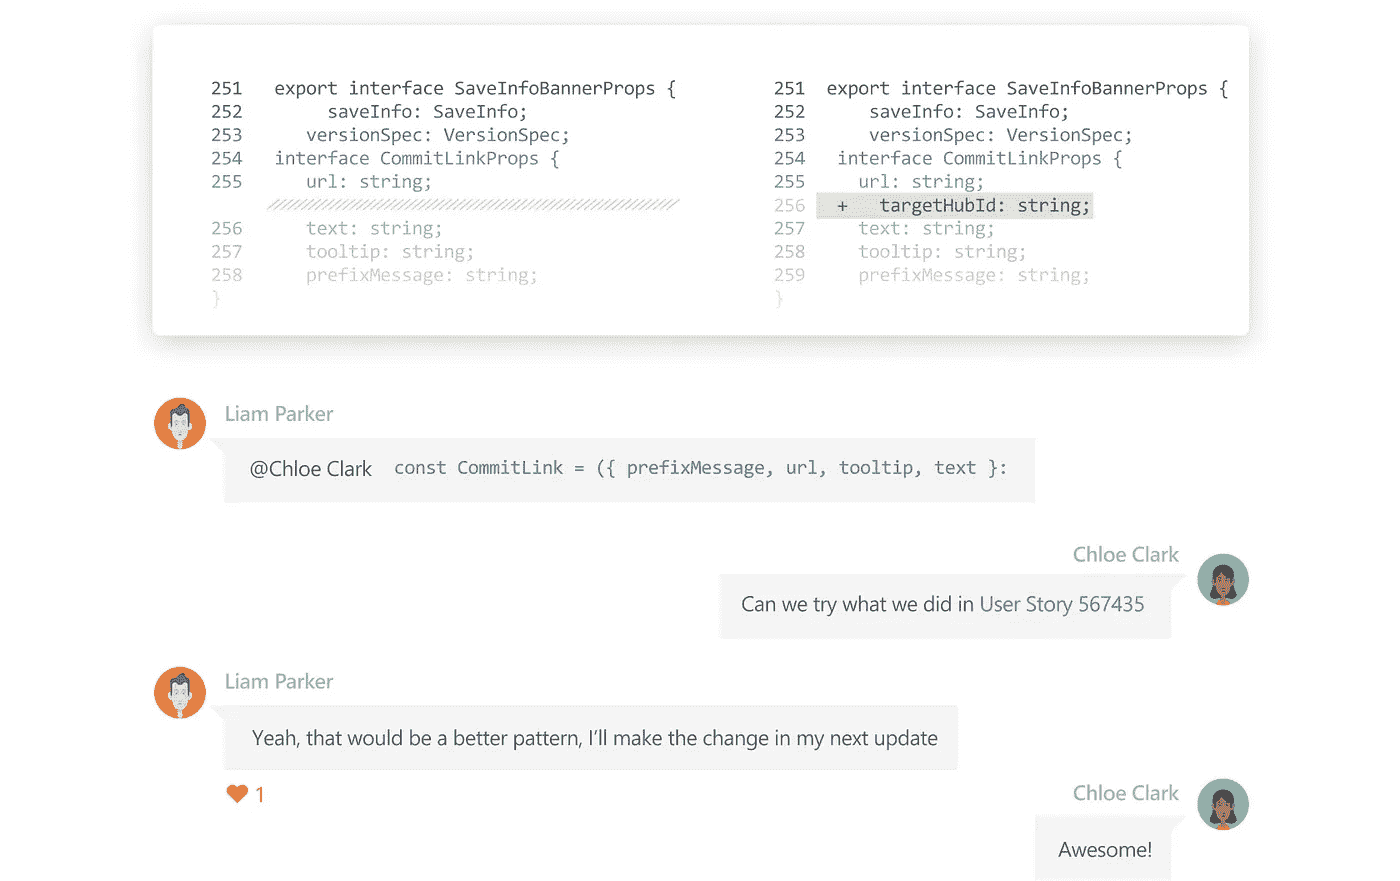 251 export interface SaveInfoBannerProps {
252 saveInfo: SaveInfo;
253 versionSpec: VersionSpec;
254 interface CommitLinkProps {
255 url: string;
256 text: string;
257 tooltip: string;
258 prefixMessage: string;
}
251 export interface SaveInfoBannerProps {
252 saveInfo: SaveInfo;
253 versionSpec: VersionSpec;
254 interface CommitLinkProps {
255 url: string;
256 + targetHubId: string;
257 text: string;
258 tooltip: string;
259 prefixMessage: string;
}
Liam Parker
@Chloe Clark const CommitLink = ({ prefixMessage, url, tooltip, text }:
Chloe Clark
Can we try what we did in User Story 567435
Liam Parker
Yeah, that would be a better pattern, I'll make the change in my next update
1
Chloe Clark
Awesome!